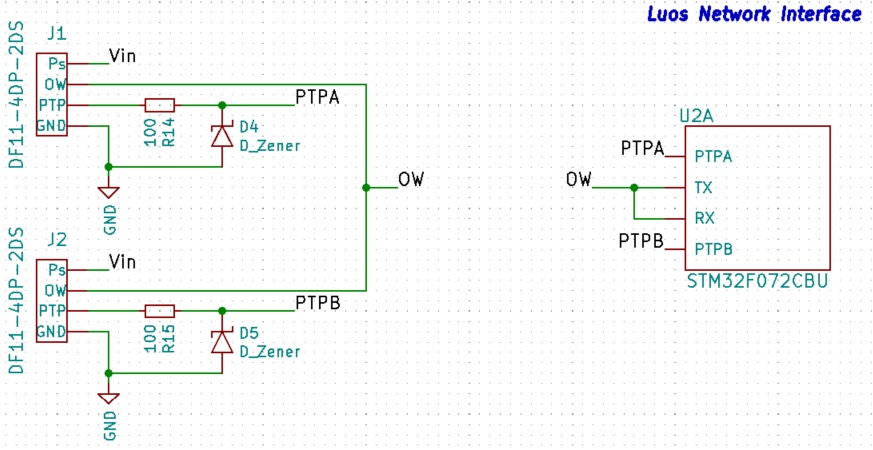 Luos Network Interface
J1
DF11-4DP-2DS
Ps
Vin
OW
PTP
PTPA
GND
100
R14
D4
D_Zener
GND
OW
J2
DF11-4DP-2DS
Ps
Vin
OW
PTP
PTPB
GND
100
R15
D5
D_Zener
GND
U2A
PTPA
PTPA
OW
TX
RX
PTPB
PTPB
STM32F072CBU